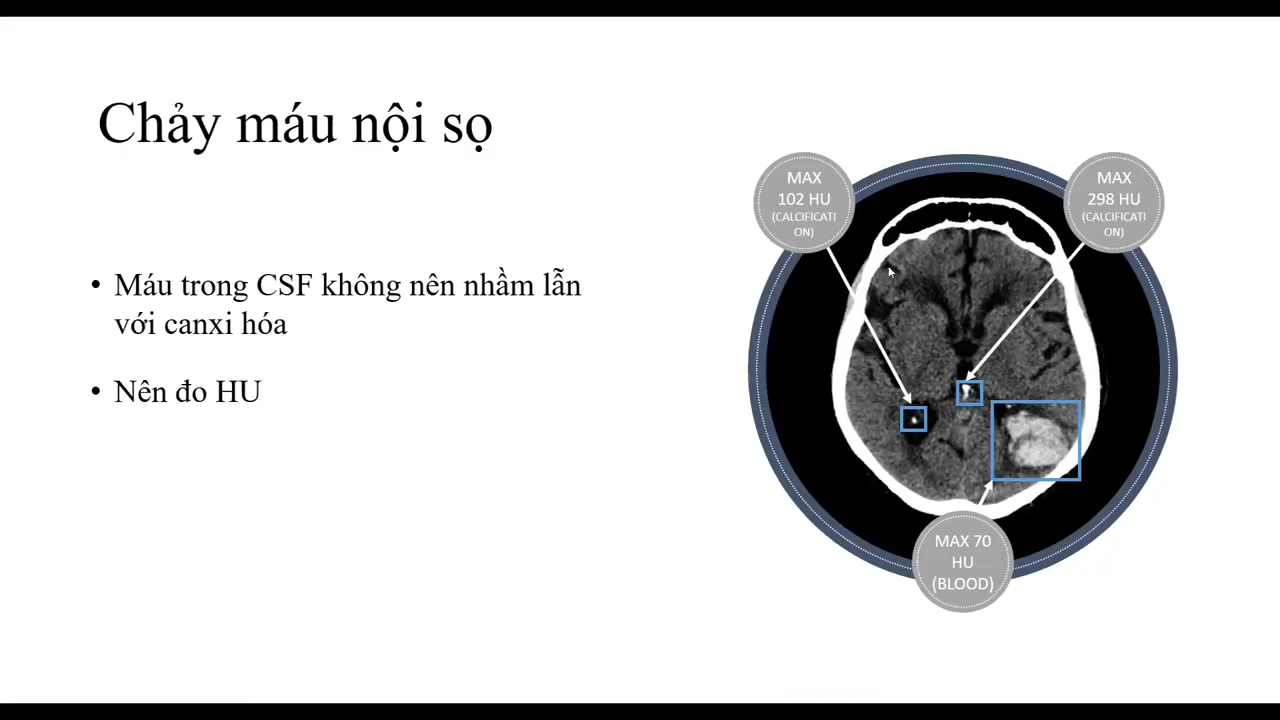 Chảy máu nội sọ
• Máu trong CSF không nên nhầm lẫn
với canxi hóa
• Nên đo HU
MAX
102 HU
(CALCIFICATI
ON)
MAX
298 HU
(CALCIFICATI
ON)
MAX 70
HU
(BLOOD)